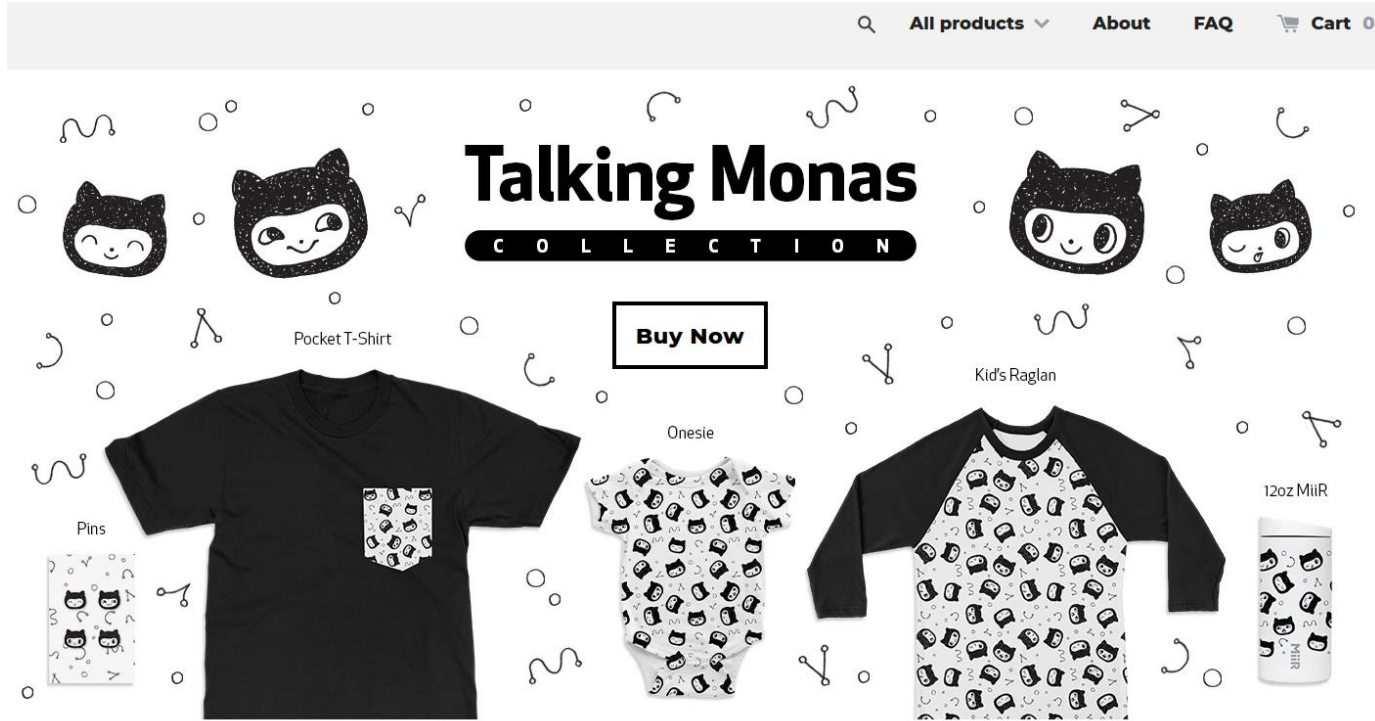 All products About FAQ Cart 0
Talking Monas
COLLECTION
Buy Now
Pocket T-Shirt
Kid's Raglan
Onesie
12oz MiiR
Pins
MiiR